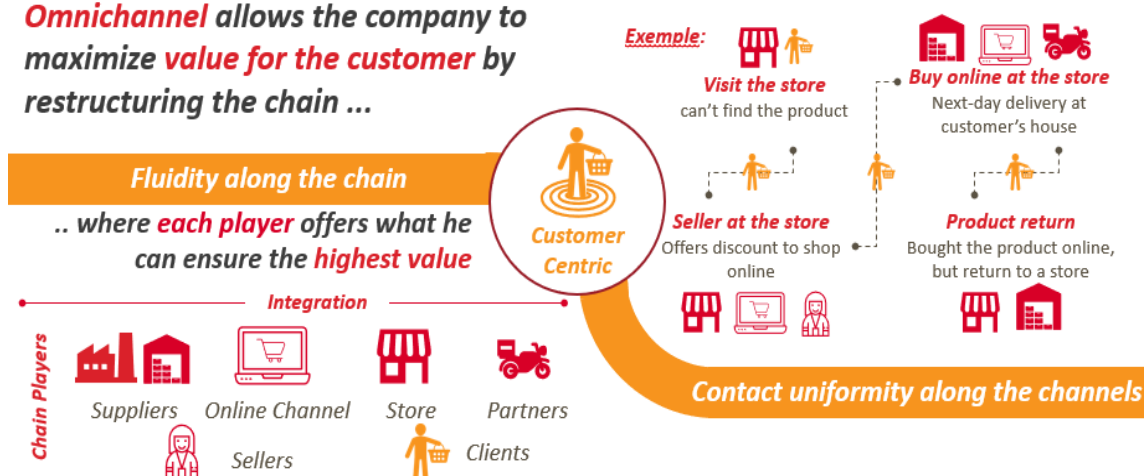 Omnichannel allows the company to
maximize value for the customer by
restructuring the chain ...
Fluidity along the chain
.. where each player offers what he
can ensure the highest value
Integration
Chain Players
Suppliers
Online Channel
Store
Partners
Sellers
Clients
Customer
Centric
Exemple:
Visit the store
can't find the product
Seller at the store
Offers discount to shop
online
Buy online at the store
Next-day delivery at
customer's house
Product return
Bought the product online,
but return to a store
Contact uniformity along the channels